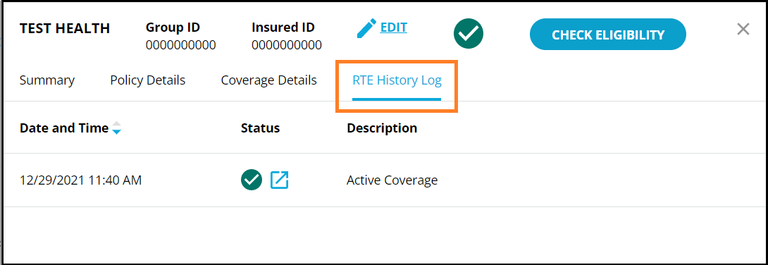 TEST HEALTH
Group ID
0000000000
Insured ID
0000000000
EDIT
CHECK ELIGIBILITY
Summary
Policy Details
Coverage Details
RTE History Log
Date and Time
Status
Description
12/29/2021 11:40 AM
Active Coverage